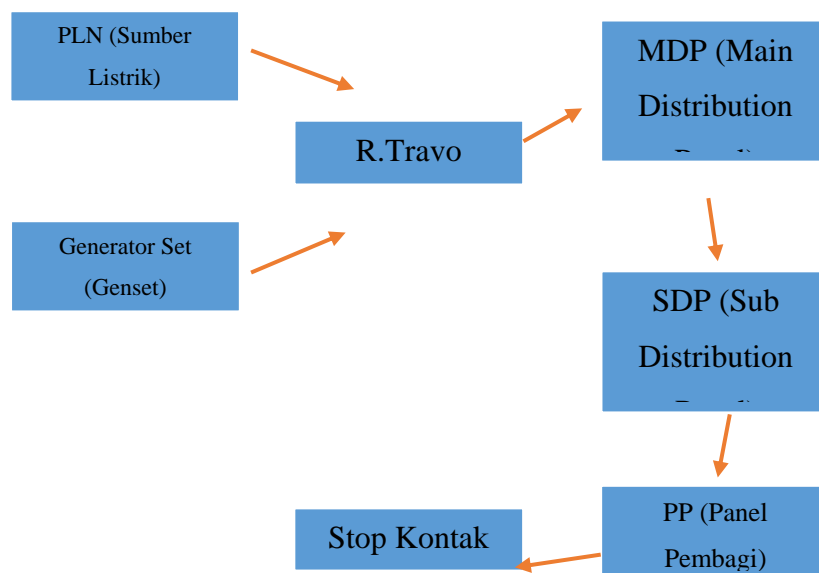 PLN (Sumber
Listrik)
MDP (Main
Distribution
R.Travo
Generator Set
(Genset)
SDP (Sub
Distribution
Stop Kontak
PP (Panel
Pembagi)